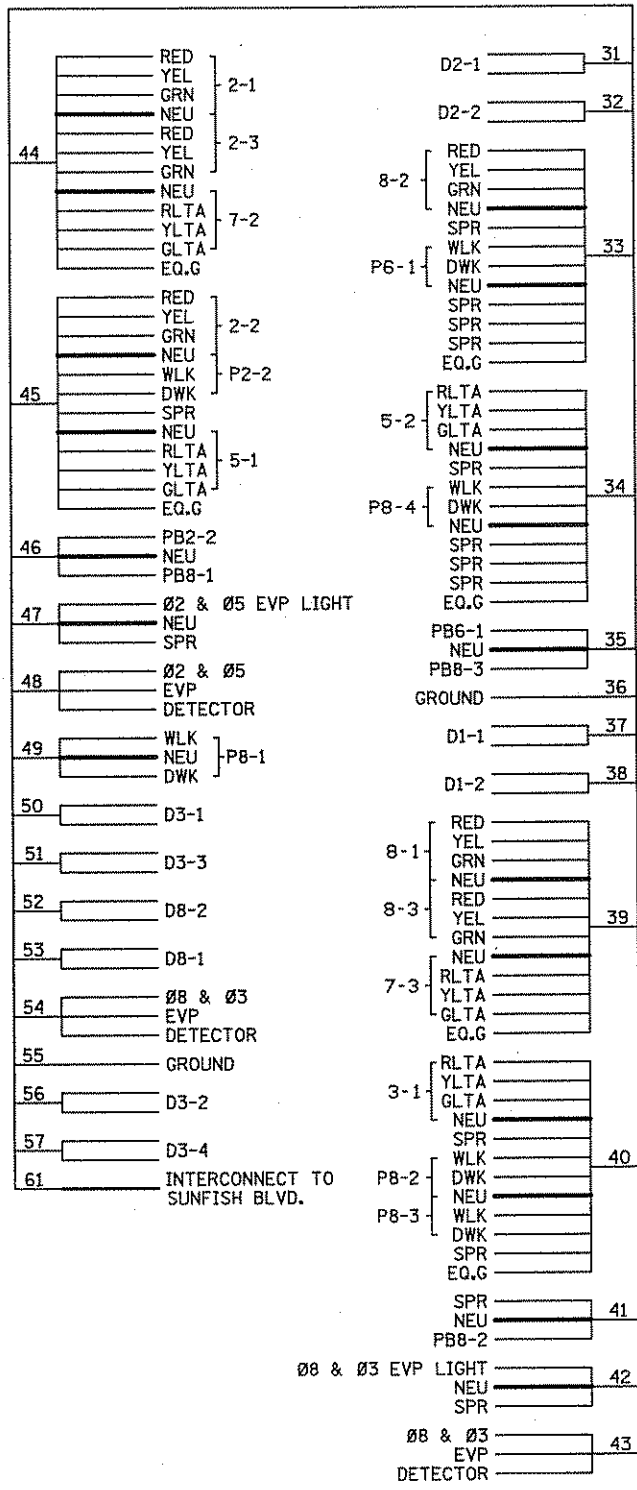 RED
YEL
GRN
2-1
NEU
RED
YEL
2-3
GRN
44
NEU
RLTA
7-2
YLTA
GLTA
EQ.G
RED
YEL
2-2
GRN
NEU
WLK
P2-2
DWK
45
SPR
NEU
RLTA
5-1
YLTA
GLTA
EQ.G
PB2-2
46
NEU
PB8-1
Ø2 & Ø5 EVP LIGHT
47
NEU
SPR
Ø2 & Ø5
48
EVP
DETECTOR
WLK
49
NEU
P8-1
DWK
50
D3-1
51
D3-3
52
D8-2
53
D8-1
Ø8 & Ø3
54
EVP
DETECTOR
55
GROUND
56
D3-2
57
D3-4
61
INTERCONNECT TO
SUNFISH BLVD.
D2-1
31
D2-2
32
RED
8-2
YEL
GRN
NEU
SPR
WLK
33
P6-1
DWK
NEU
SPR
SPR
SPR
EQ.G
RLTA
YLTA
5-2
GLTA
NEU
SPR
WLK
34
P8-4
DWK
NEU
SPR
SPR
SPR
EQ.G
PB6-1
NEU
35
PB8-3
GROUND
36
D1-1
37
D1-2
38
RED
YEL
8-1
GRN
NEU
RED
8-3
YEL
39
GRN
NEU
RLTA
7-3
YLTA
GLTA
EQ.G
RLTA
YLTA
3-1
GLTA
NEU
SPR
WLK
40
P8-2
DWK
NEU
P8-3
WLK
DWK
SPR
EQ.G
SPR
NEU
41
PB8-2
Ø8 & Ø3 EVP LIGHT
NEU
42
SPR
Ø8 & Ø3
EVP
43
DETECTOR